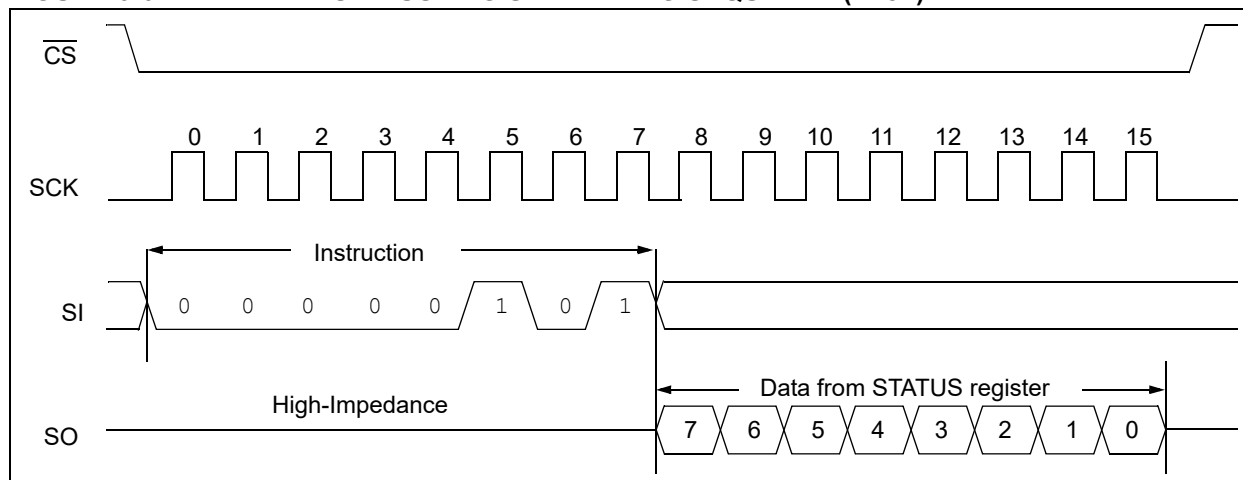 CS
0 1 2 3 4 5 6 7 8 9 10 11 12 13 14 15
SCK
Instruction
SI 0 0 0 0 0 1 0 1
Data from STATUS register
High-Impedance
SO 7 6 5 4 3 2 1 0